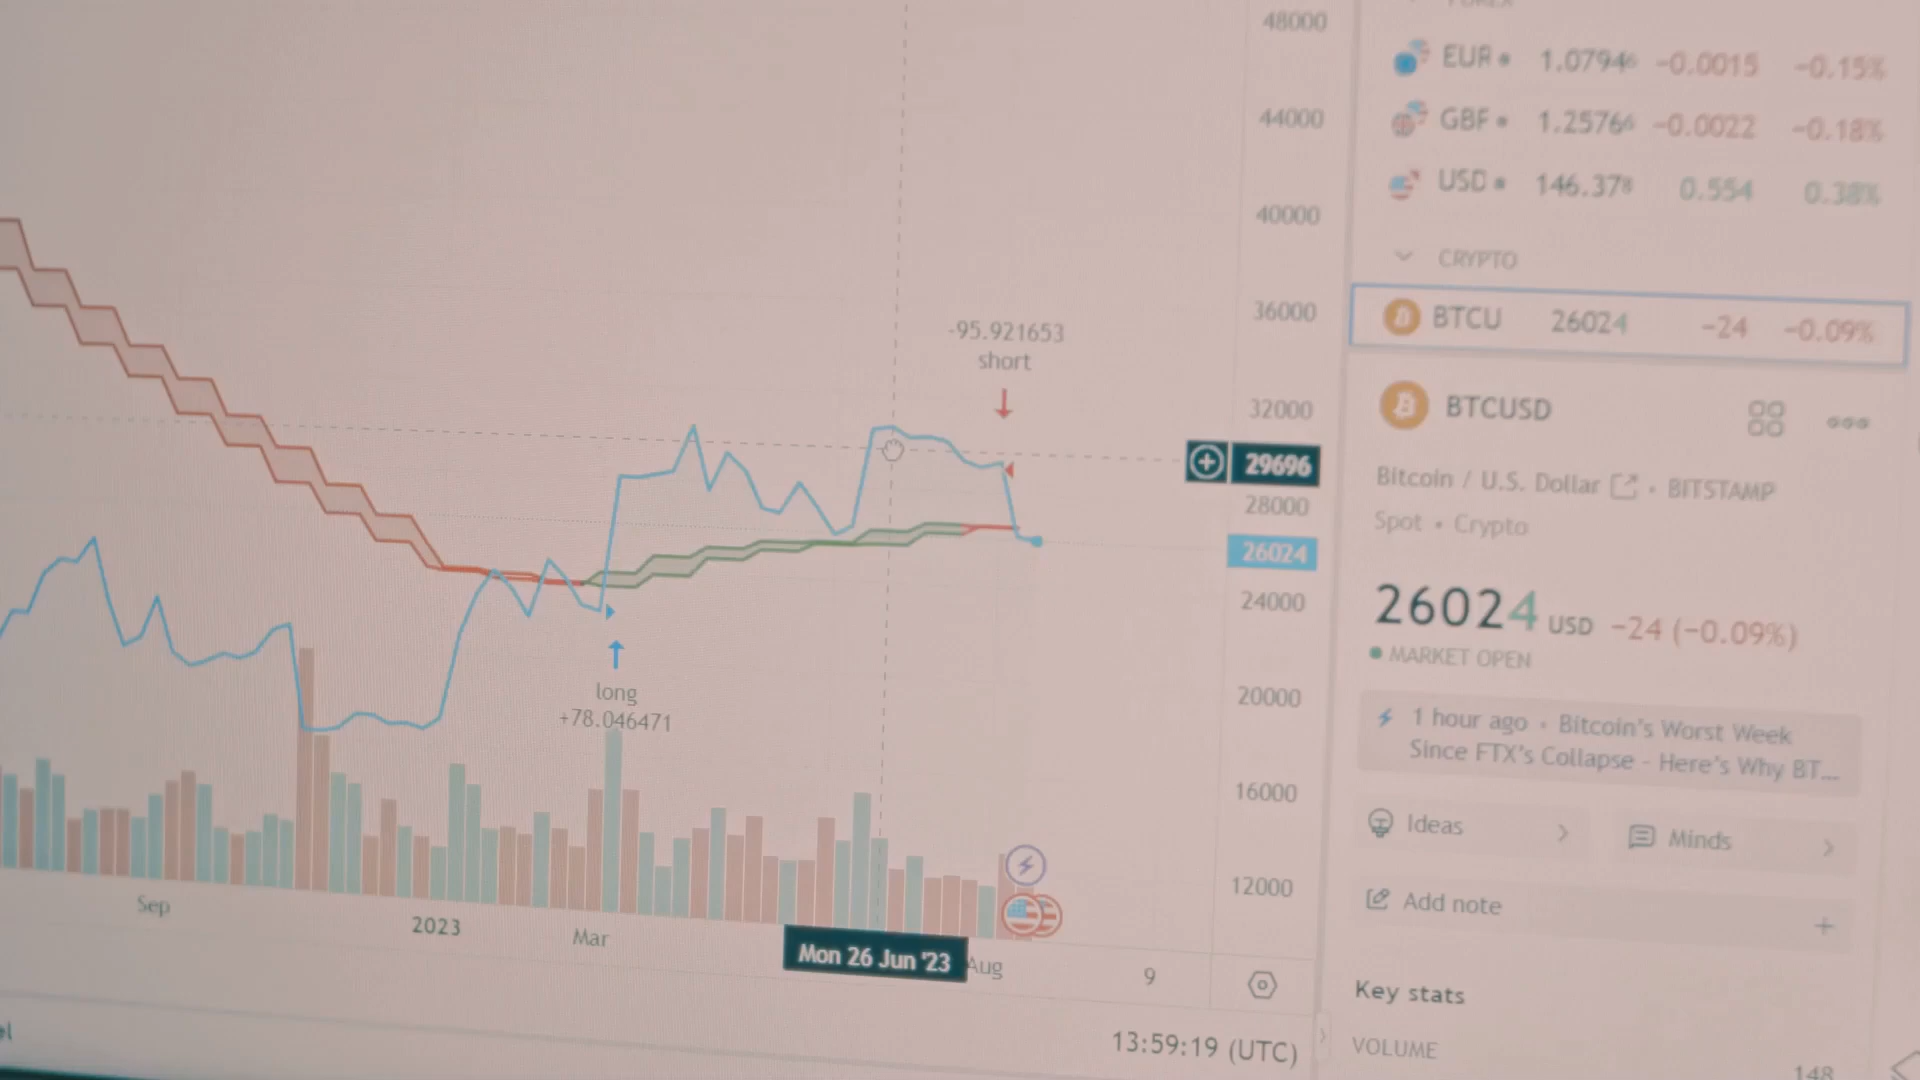 48000
44000
40000
36000
32000
29696
28000
26024
24000
20000
16000
12000
-95.921653
short
long
+78.046471
Sep
2023
Mar
Mon 26 Jun '23
Aug
9
13:59:19 (UTC)
EUR 1.07946 −0.0015 −0.15%
GBP 1.25766 −0.0022 −0.18%
USD 146.378 0.554 0.38%
CRYPTO
BTCU 26024 −24 −0.09%
BTCUSD
Bitcoin / U.S. Dollar • BITSTAMP
Spot • Crypto
26024 USD −24 (−0.09%)
MARKET OPEN
1 hour ago • Bitcoin's Worst Week
Since FTX's Collapse - Here's Why BT...
Ideas
Minds
Add note
Key stats
VOLUME
148